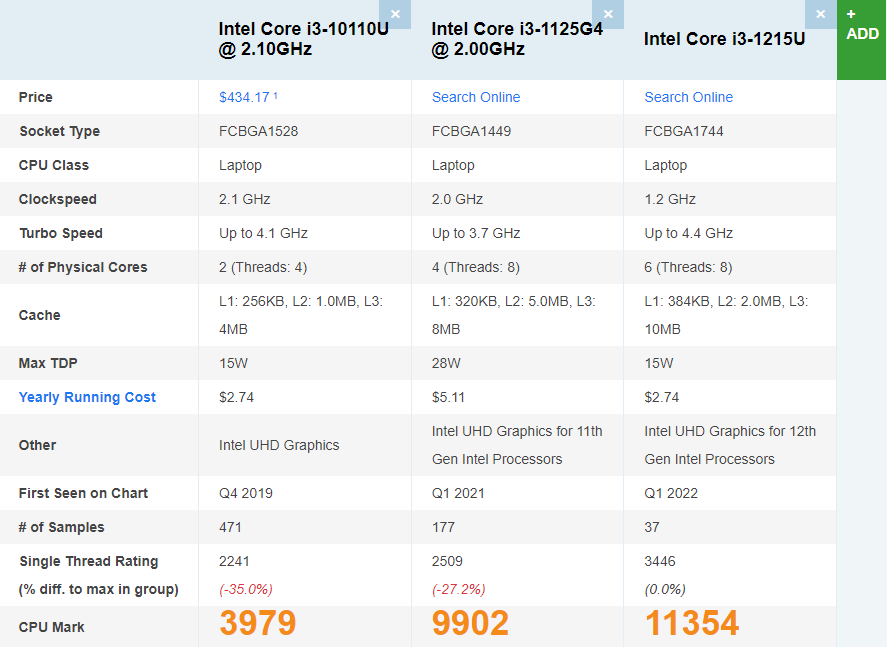 × × × +
Intel Core i3-10110U Intel Core i3-1125G4 Intel Core i3-1215U ADD
@ 2.10GHz @ 2.00GHz
Price $434.17 ¹ Search Online Search Online
Socket Type FCBGA1528 FCBGA1449 FCBGA1744
CPU Class Laptop Laptop Laptop
Clockspeed 2.1 GHz 2.0 GHz 1.2 GHz
Turbo Speed Up to 4.1 GHz Up to 3.7 GHz Up to 4.4 GHz
# of Physical Cores 2 (Threads: 4) 4 (Threads: 8) 6 (Threads: 8)
L1: 256KB, L2: 1.0MB, L3: L1: 320KB, L2: 5.0MB, L3: L1: 384KB, L2: 2.0MB, L3:
Cache
4MB 8MB 10MB
Max TDP 15W 28W 15W
Yearly Running Cost $2.74 $5.11 $2.74
Intel UHD Graphics for 11th Intel UHD Graphics for 12th
Other Intel UHD Graphics
Gen Intel Processors Gen Intel Processors
First Seen on Chart Q4 2019 Q1 2021 Q1 2022
# of Samples 471 177 37
Single Thread Rating 2241 2509 3446
(% diff. to max in group) (-35.0%) (-27.2%) (0.0%)
CPU Mark 3979 9902 11354